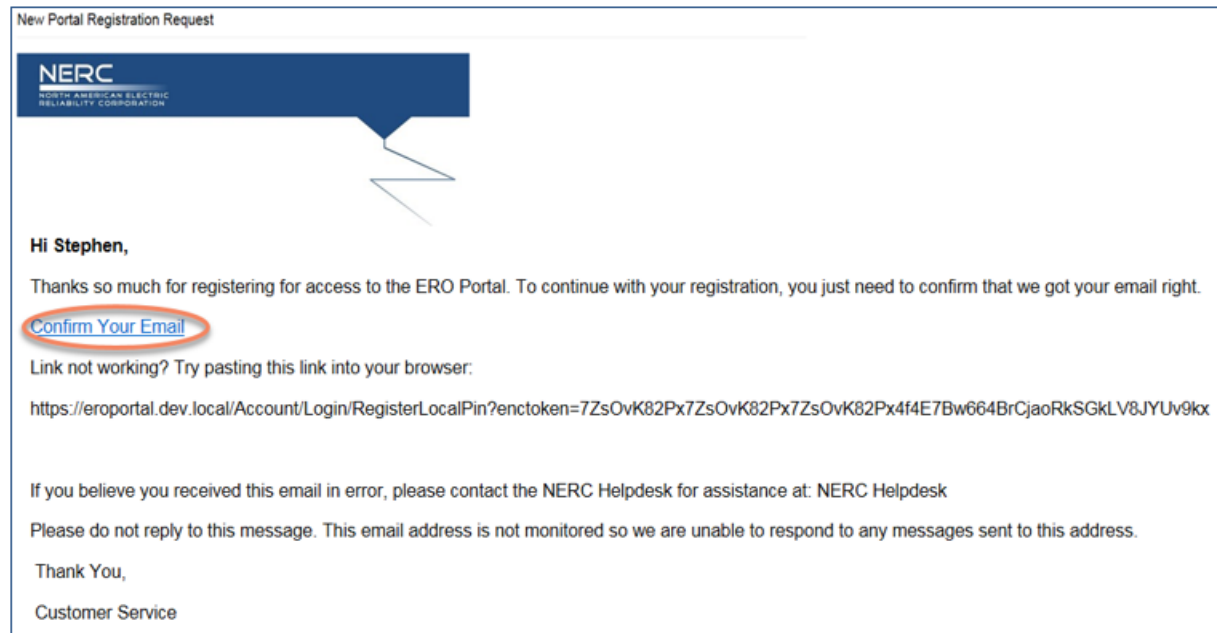 New Portal Registration Request
NERC
NORTH AMERICAN ELECTRIC
RELIABILITY CORPORATION
Hi Stephen,
Thanks so much for registering for access to the ERO Portal. To continue with your registration, you just need to confirm that we got your email right.
Confirm Your Email
Link not working? Try pasting this link into your browser:
https://eroportal.dev.local/Account/Login/RegisterLocalPin?enctoken=7ZsOvK82Px7ZsOvK82Px7ZsOvK82Px4f4E7Bw664BrCjaoRkSGkLV8JYUv9kx
If you believe you received this email in error, please contact the NERC Helpdesk for assistance at: NERC Helpdesk
Please do not reply to this message. This email address is not monitored so we are unable to respond to any messages sent to this address.
Thank You,
Customer Service